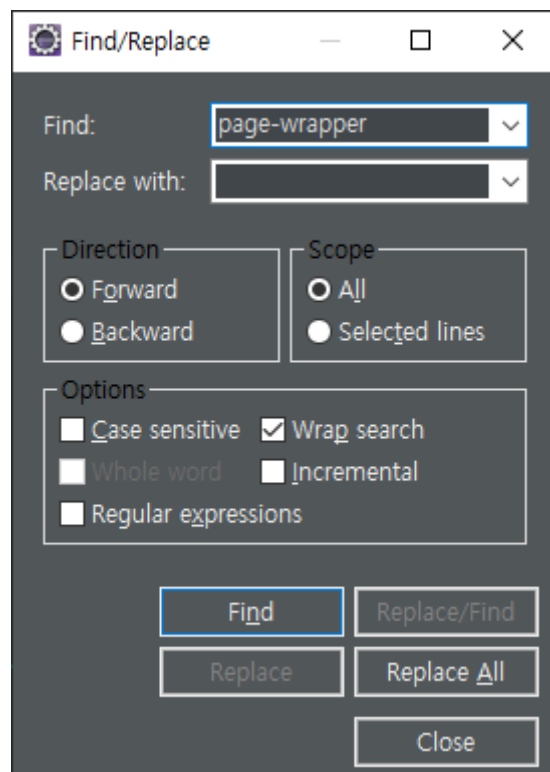 Find/Replace
Find: page-wrapper
Replace with:
Direction Scope
Forward All
Backward Selected lines
Options
Case sensitive Wrap search
Whole word Incremental
Regular expressions
Find Replace/Find
Replace Replace All
Close